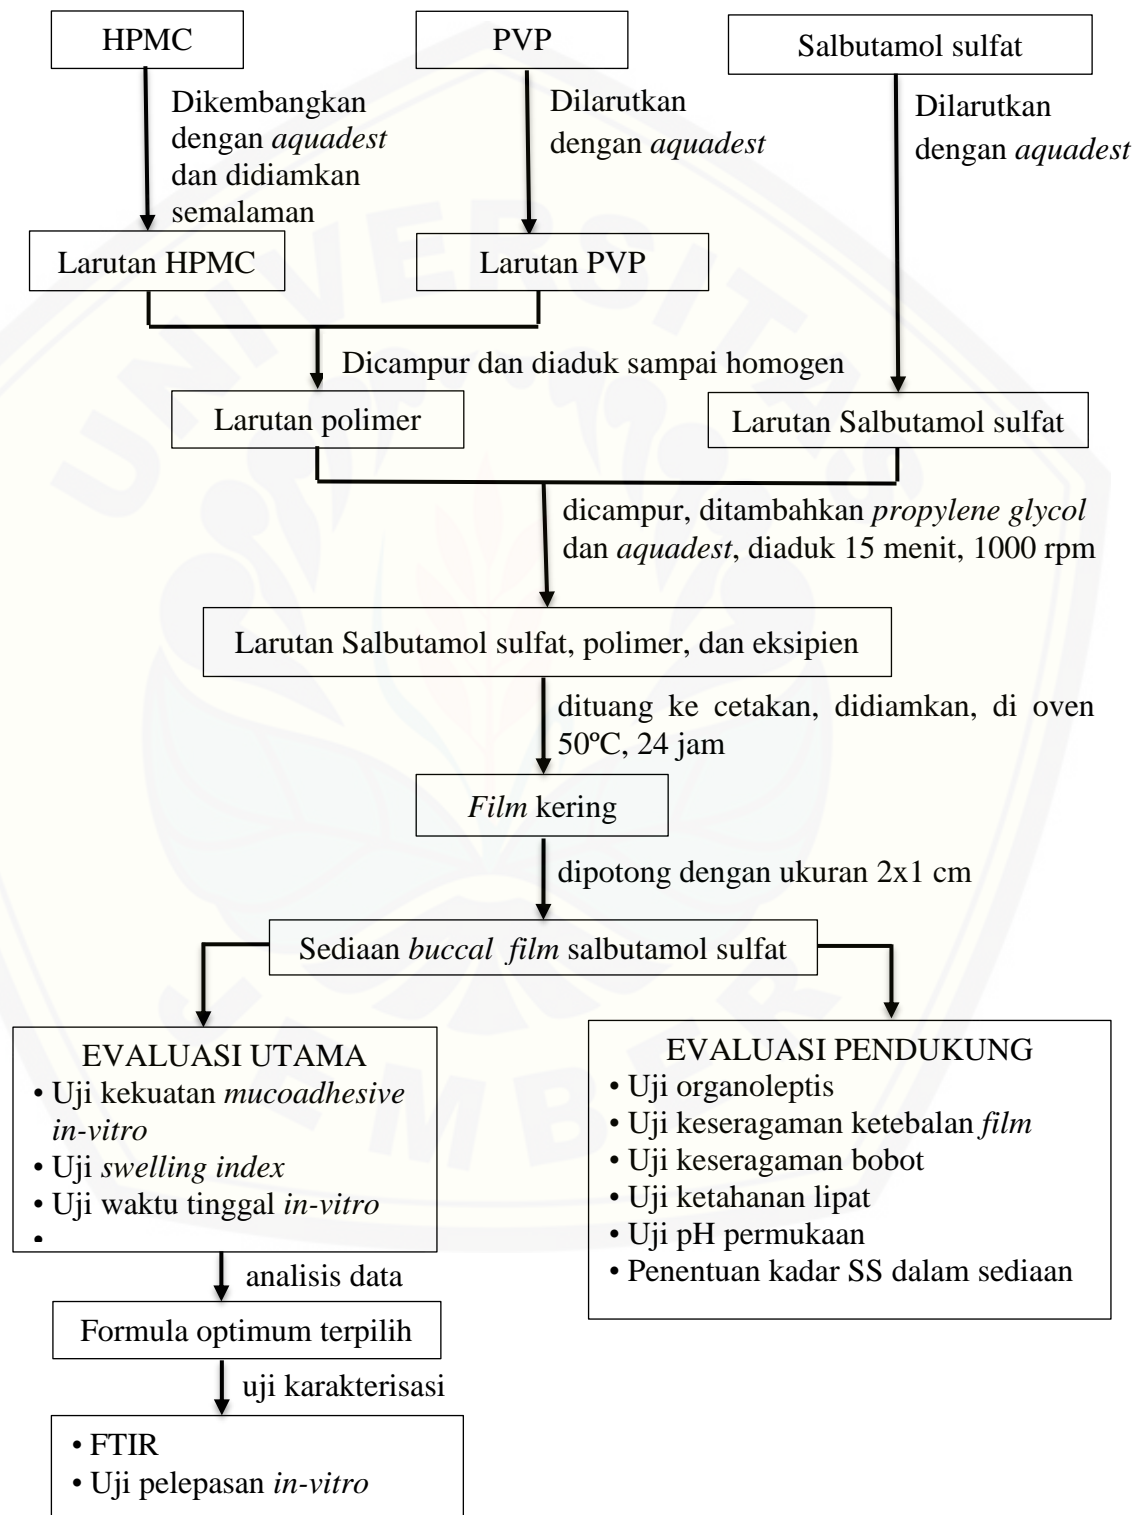 HPMC
PVP
Salbutamol sulfat
Dikembangkan
dengan aquadest
dan didiamkan
semalaman
Dilarutkan
dengan aquadest
Dilarutkan
dengan aquadest
Larutan HPMC
Larutan PVP
Dicampur dan diaduk sampai homogen
Larutan polimer
Larutan Salbutamol sulfat
dicampur, ditambahkan propylene glycol
dan aquadest, diaduk 15 menit, 1000 rpm
Larutan Salbutamol sulfat, polimer, dan eksipien
dituang ke cetakan, didiamkan, di oven
50ºC, 24 jam
Film kering
dipotong dengan ukuran 2x1 cm
Sediaan buccal film salbutamol sulfat
EVALUASI UTAMA
• Uji kekuatan mucoadhesive
in-vitro
• Uji swelling index
• Uji waktu tinggal in-vitro
•
EVALUASI PENDUKUNG
• Uji organoleptis
• Uji keseragaman ketebalan film
• Uji keseragaman bobot
• Uji ketahanan lipat
• Uji pH permukaan
• Penentuan kadar SS dalam sediaan
analisis data
Formula optimum terpilih
uji karakterisasi
• FTIR
• Uji pelepasan in-vitro
UNIVERSITAS
JEMBER